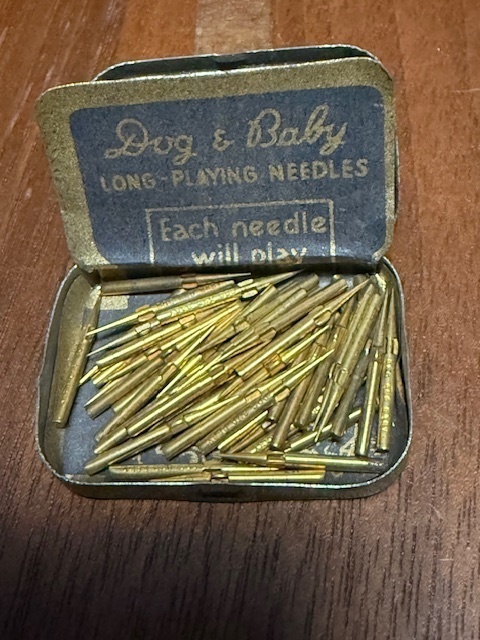 Dog & Baby
LONG-PLAYING NEEDLES
Each needle
will play